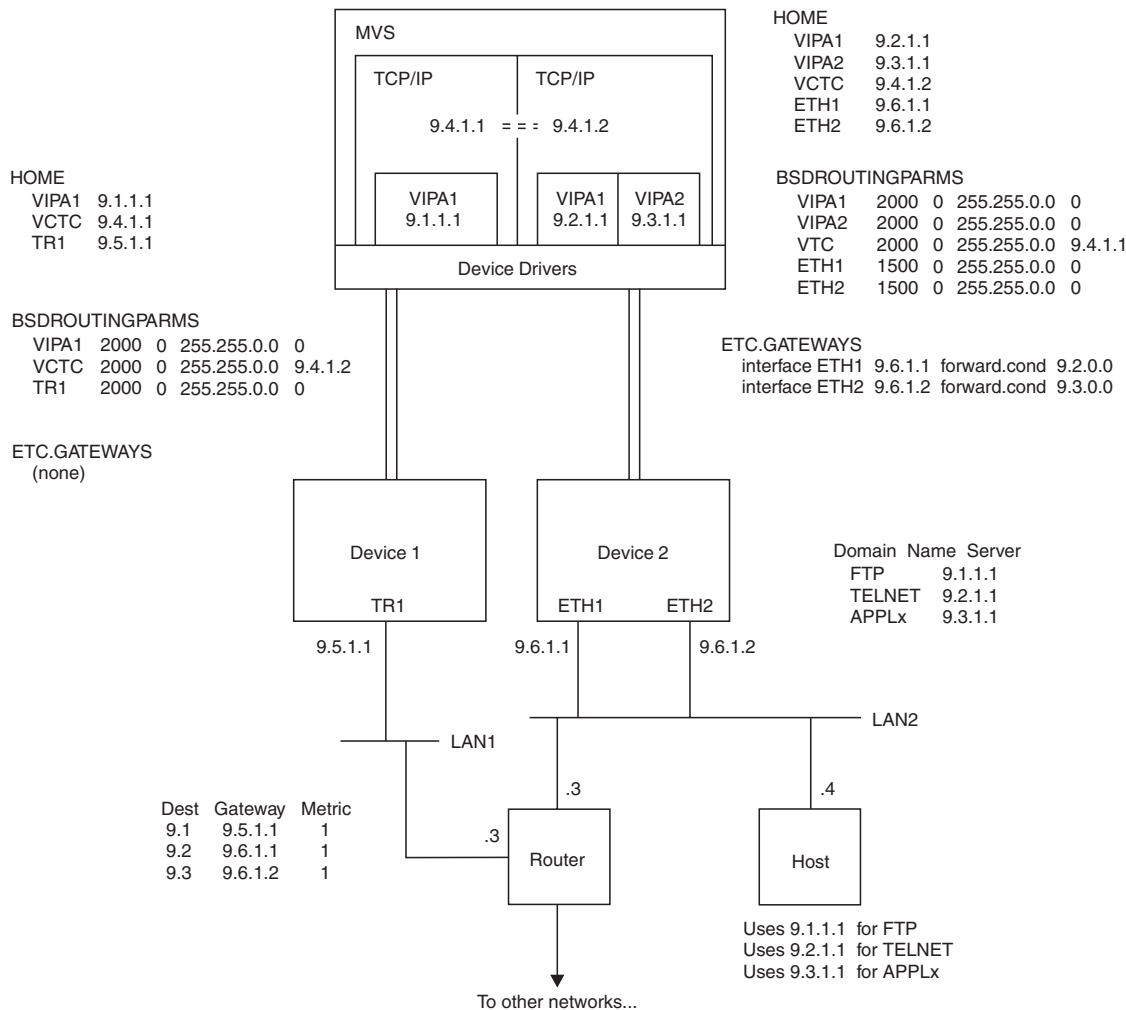 MVS
TCP/IP
TCP/IP
9.4.1.1 = = = 9.4.1.2
VIPA1
9.1.1.1
VIPA1
9.2.1.1
VIPA2
9.3.1.1
Device Drivers
HOME
VIPA1 9.2.1.1
VIPA2 9.3.1.1
VCTC 9.4.1.2
ETH1 9.6.1.1
ETH2 9.6.1.2
HOME
VIPA1 9.1.1.1
VCTC 9.4.1.1
TR1 9.5.1.1
BSDROUTINGPARMS
VIPA1 2000 0 255.255.0.0 0
VIPA2 2000 0 255.255.0.0 0
VTC 2000 0 255.255.0.0 9.4.1.1
ETH1 1500 0 255.255.0.0 0
ETH2 1500 0 255.255.0.0 0
BSDROUTINGPARMS
VIPA1 2000 0 255.255.0.0 0
VCTC 2000 0 255.255.0.0 9.4.1.2
TR1 2000 0 255.255.0.0 0
ETC.GATEWAYS
interface ETH1 9.6.1.1 forward.cond 9.2.0.0
interface ETH2 9.6.1.2 forward.cond 9.3.0.0
ETC.GATEWAYS
(none)
Device 1
TR1
Device 2
ETH1 ETH2
Domain Name Server
FTP 9.1.1.1
TELNET 9.2.1.1
APPLx 9.3.1.1
9.5.1.1
9.6.1.1
9.6.1.2
LAN2
LAN1
.3
.4
Dest Gateway Metric
9.1 9.5.1.1 1
9.2 9.6.1.1 1
9.3 9.6.1.2 1
.3
Router
Host
Uses 9.1.1.1 for FTP
Uses 9.2.1.1 for TELNET
Uses 9.3.1.1 for APPLx
To other networks...